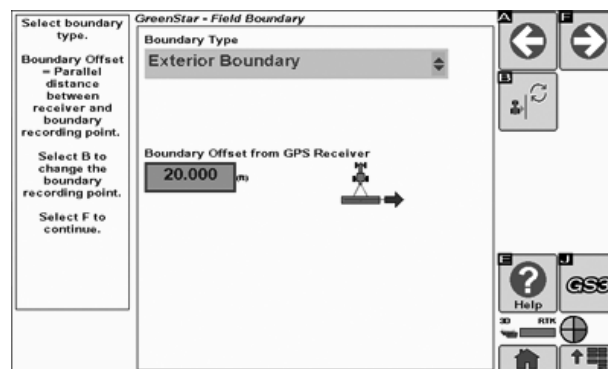 Select boundary
type.
Boundary Offset
= Parallel
distance
between
receiver and
boundary
recording point.
Select B to
change the
boundary
recording point.
Select F to
continue.
GreenStar - Field Boundary
Boundary Type
Exterior Boundary
Boundary Offset from GPS Receiver
20.000 (ft)
A
F
B
E
Help
J
GS3
3D
RTK